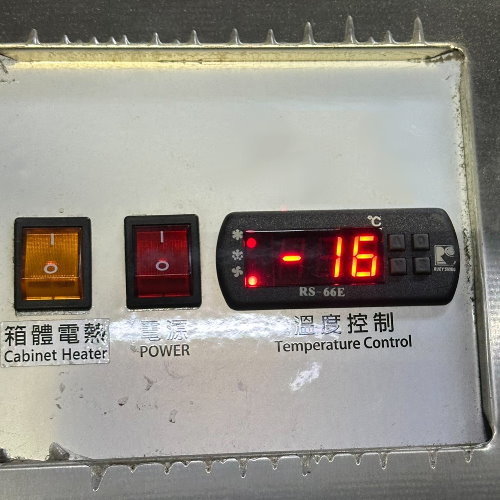 ℃
-16
RS-66E
箱體電熱
Cabinet Heater
電源
POWER
溫度控制
Temperature Control